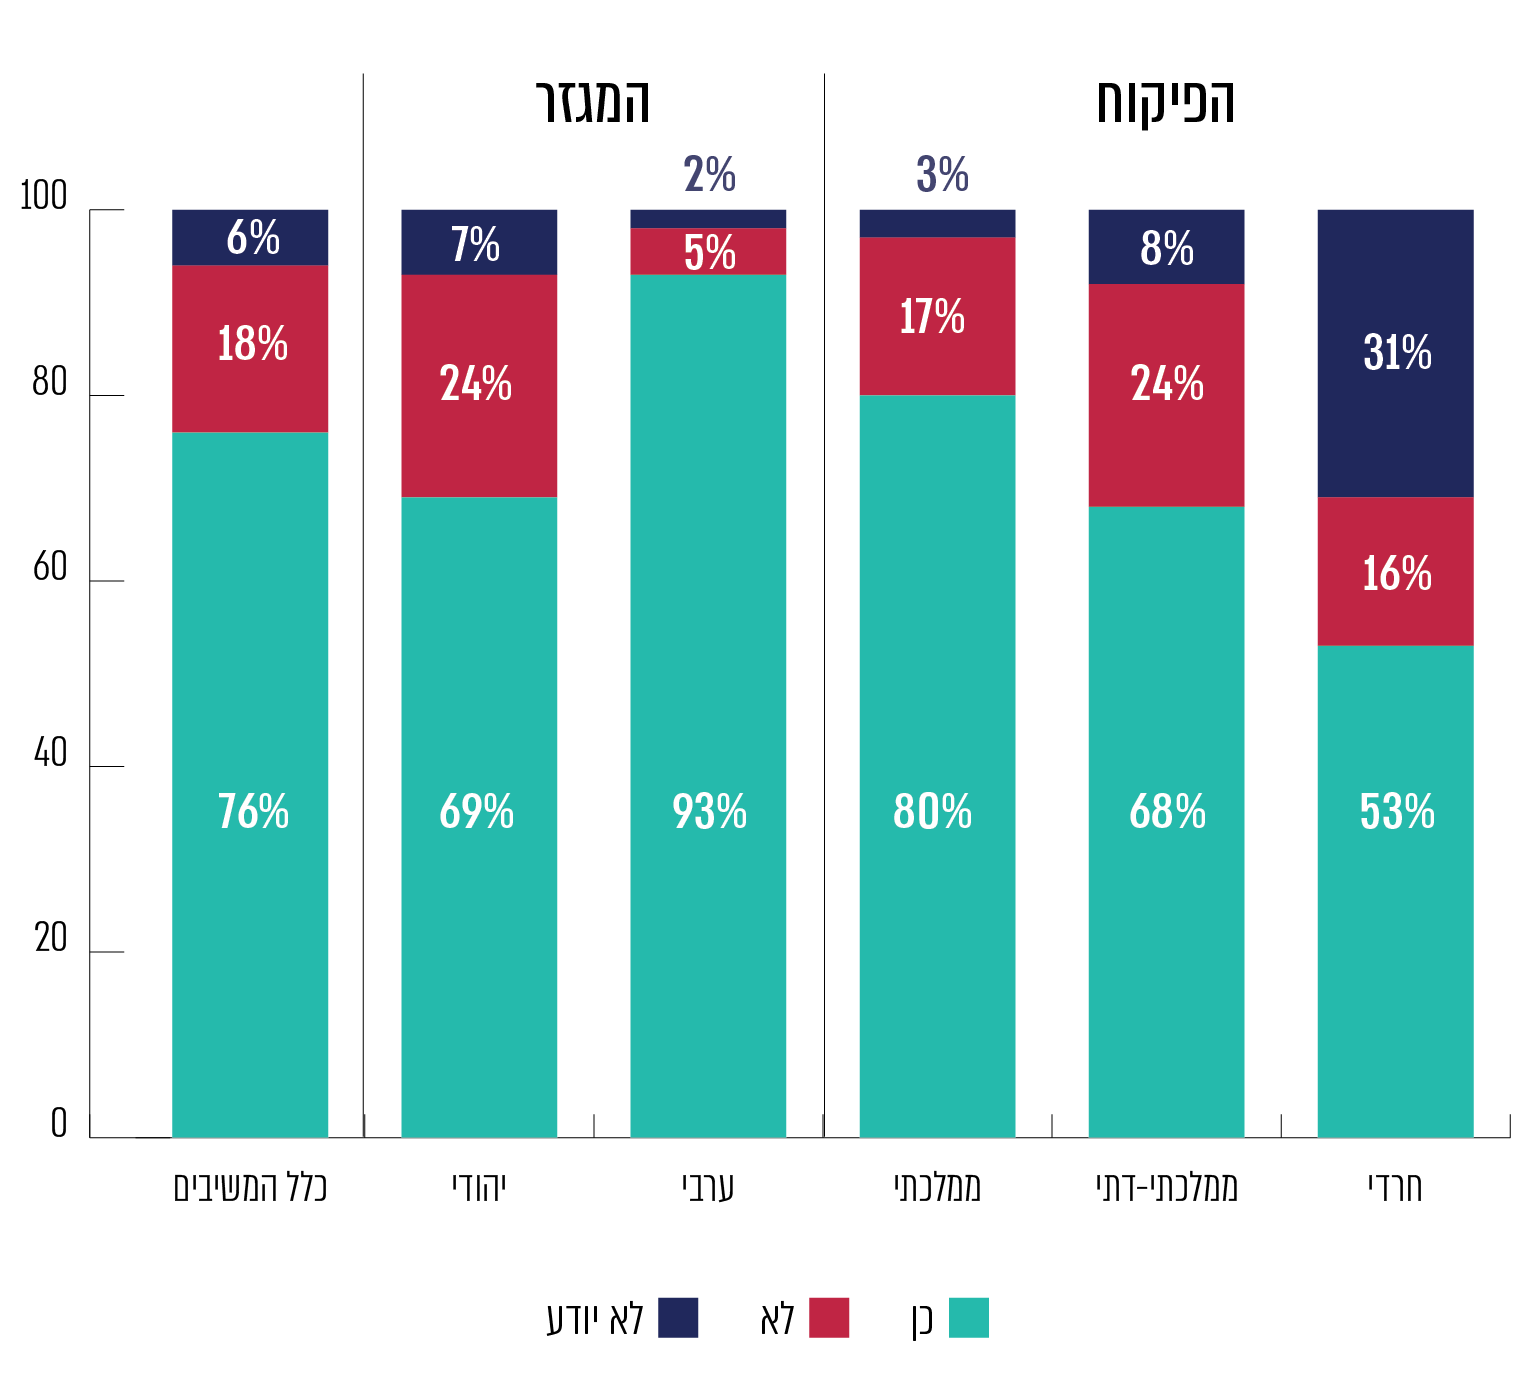 המגזר
הפיקוח
2%
3%
100
80
60
40
20
0
6%
18%
76%
7%
24%
69%
5%
93%
17%
80%
8%
24%
68%
31%
16%
53%
כלל המשיבים
יהודי
ערבי
ממלכתי
ממלכתי-דתי
חרדי
כן
לא
לא יודע